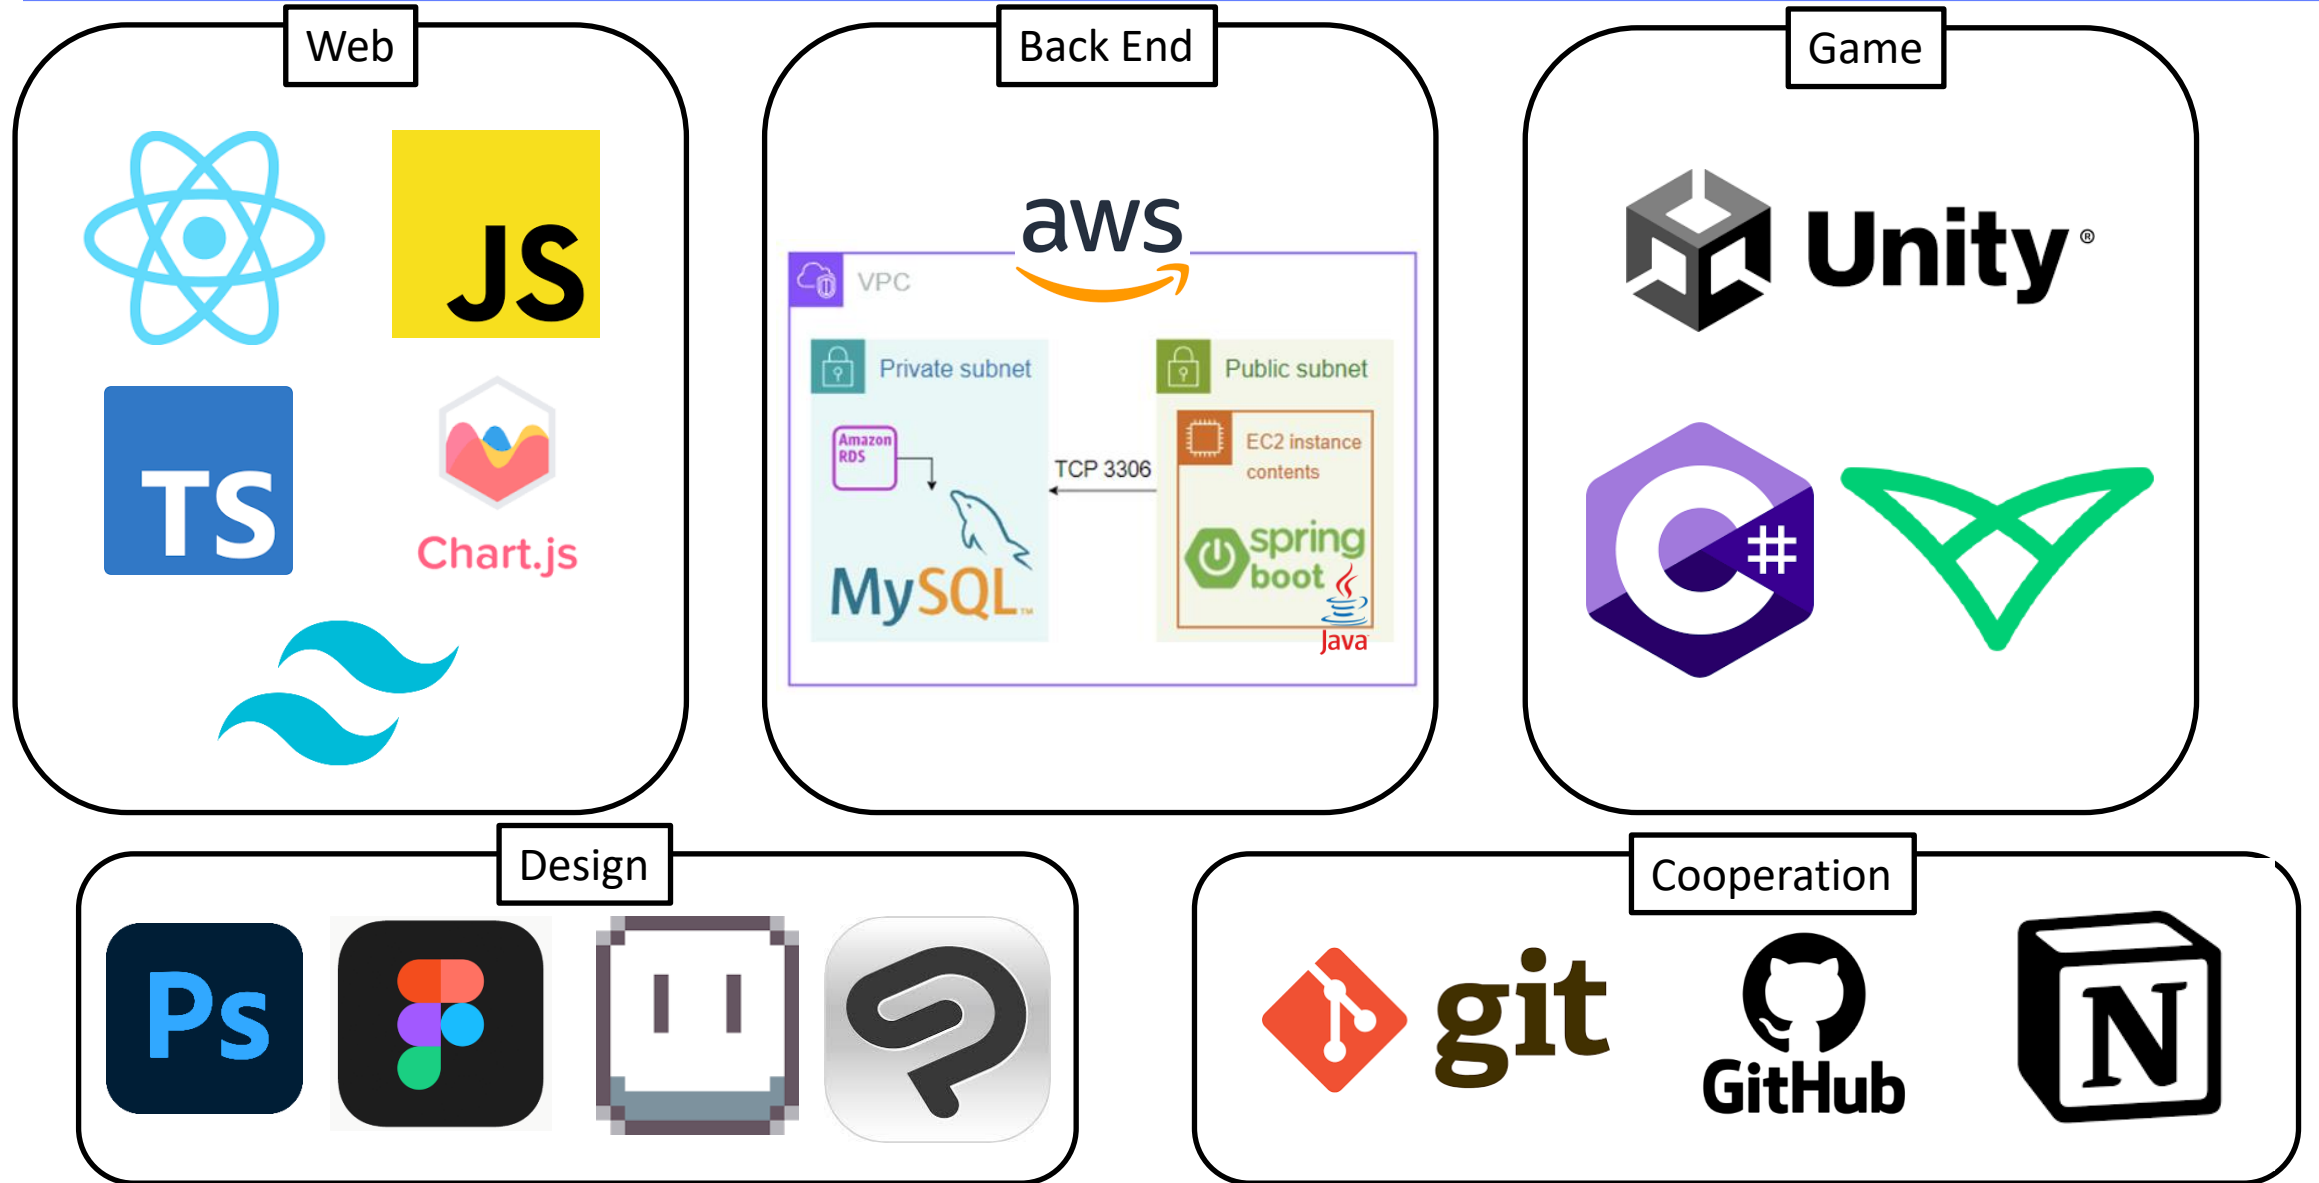 Web
JS
TS
Chart.js
Back End
aws
VPC
Private subnet
Amazon
RDS
MySQL™
TCP 3306
Public subnet
EC2 instance
contents
spring
boot
Java
Game
Unity®
C#
Design
Ps
Cooperation
git
GitHub
N